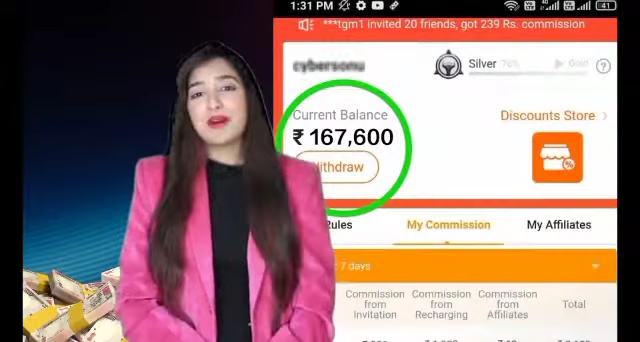 1:31 PM
41
***tgm1 invited 20 friends, got 239 Rs. commission
cybersonu
Silver 76% Gold
Current Balance
Discounts Store
₹ 167,600
Withdraw
Rules My Commission My Affiliates
7 days
Commission from Invitation
Commission from Recharging
Commission from Affiliates
Total